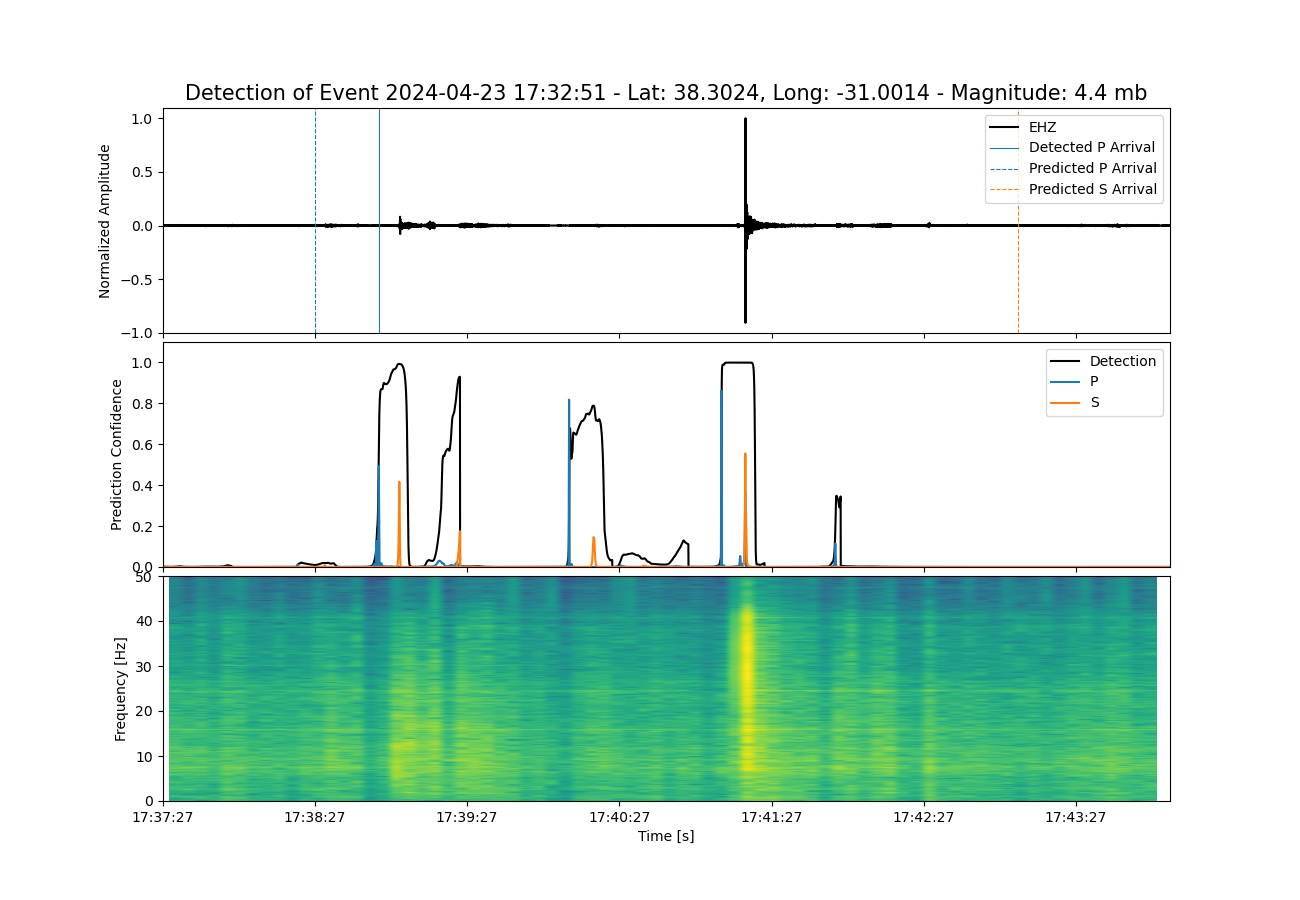 Detection of Event 2024-04-23 17:32:51 - Lat: 38.3024, Long: -31.0014 - Magnitude: 4.4 mb
Normalized Amplitude
1.0
0.5
0.0
−0.5
−1.0
EHZ
Detected P Arrival
Predicted P Arrival
Predicted S Arrival
Prediction Confidence
1.0
0.8
0.6
0.4
0.2
0.0
Detection
P
S
Frequency [Hz]
50
40
30
20
10
0
17:37:27 17:38:27 17:39:27 17:40:27 17:41:27 17:42:27 17:43:27
Time [s]